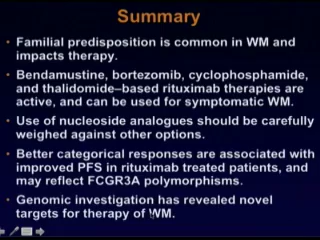 Summary
• Familial predisposition is common in WM and
impacts therapy.
• Bendamustine, bortezomib, cyclophosphamide,
and thalidomide–based rituximab therapies are
active, and can be used for symptomatic WM.
• Use of nucleoside analogues should be carefully
weighed against other options.
• Better categorical responses are associated with
improved PFS in rituximab treated patients, and
may reflect FCGR3A polymorphisms.
• Genomic investigation has revealed novel
targets for therapy of WM.